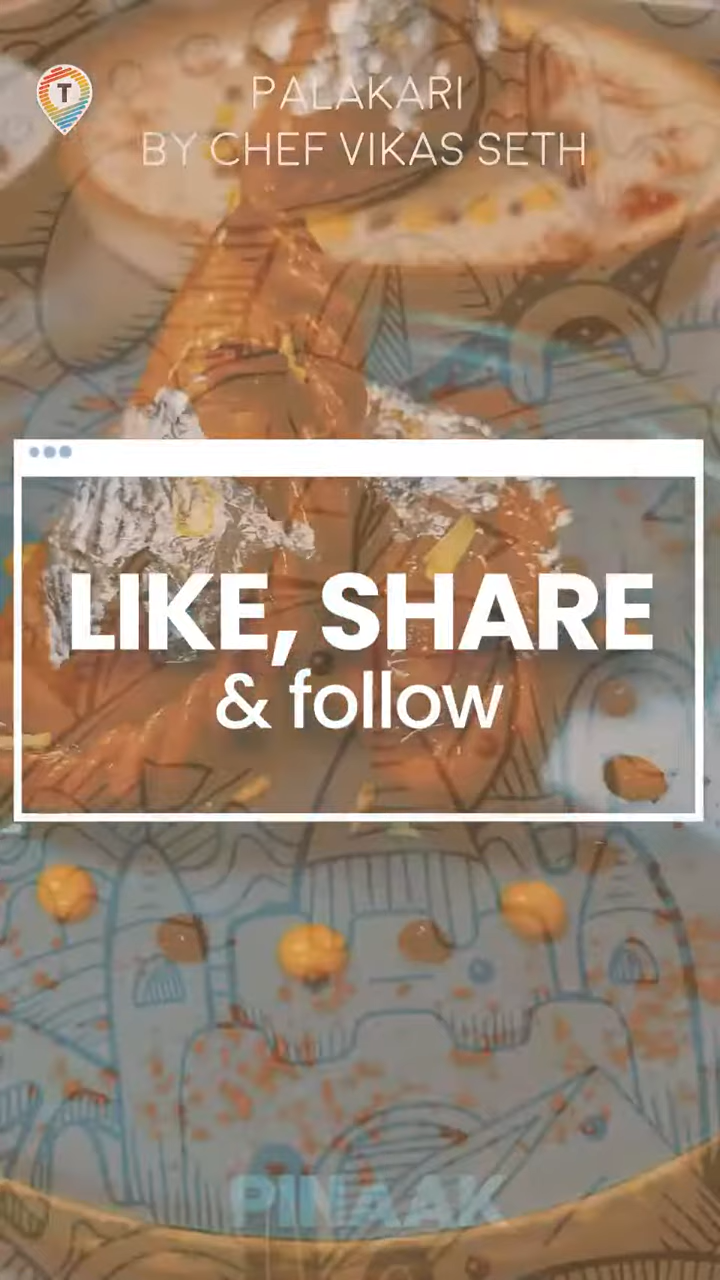 T
PALAKARI
BY CHEF VIKAS SETH
LIKE, SHARE
& follow
PINAAK